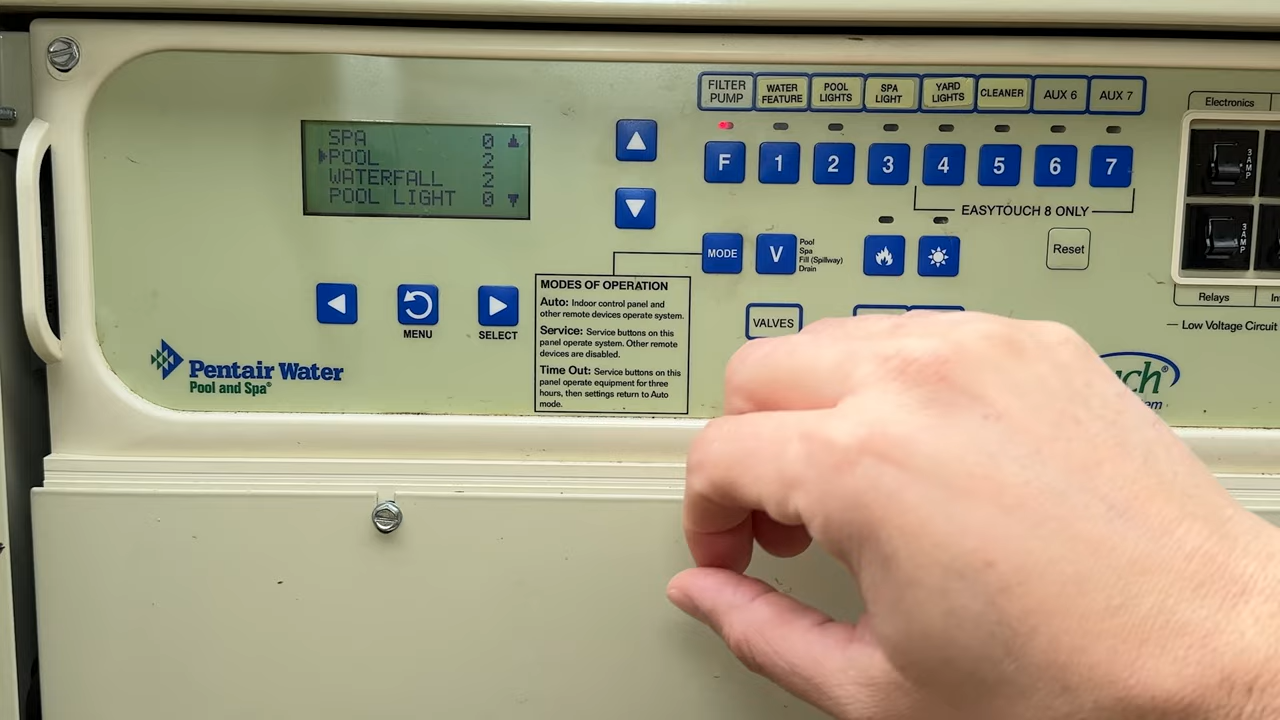 FILTER PUMP
WATER FEATURE
POOL LIGHTS
SPA LIGHT
YARD LIGHTS
CLEANER
AUX 6
AUX 7
Electronics
SPA 0
POOL 2
WATERFALL 2
POOL LIGHT 0
F
1
2
3
4
5
6
7
3 AMP
3 AMP
EASYTOUCH 8 ONLY
MODE
V
Pool
Spa
Fill (Spillway)
Drain
Reset
MENU
SELECT
MODES OF OPERATION
Auto: Indoor control panel and
other remote devices operate system.
Service: Service buttons on this
panel operate system. Other remote
devices are disabled.
Time Out: Service buttons on this
panel operate equipment for three
hours, then settings return to Auto
mode.
VALVES
Relays
Low Voltage Circuit
Pentair Water
Pool and Spa®